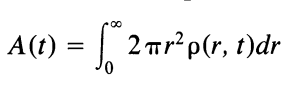 A(t) = ∫₀^∞ 2πr²ρ(r, t)dr